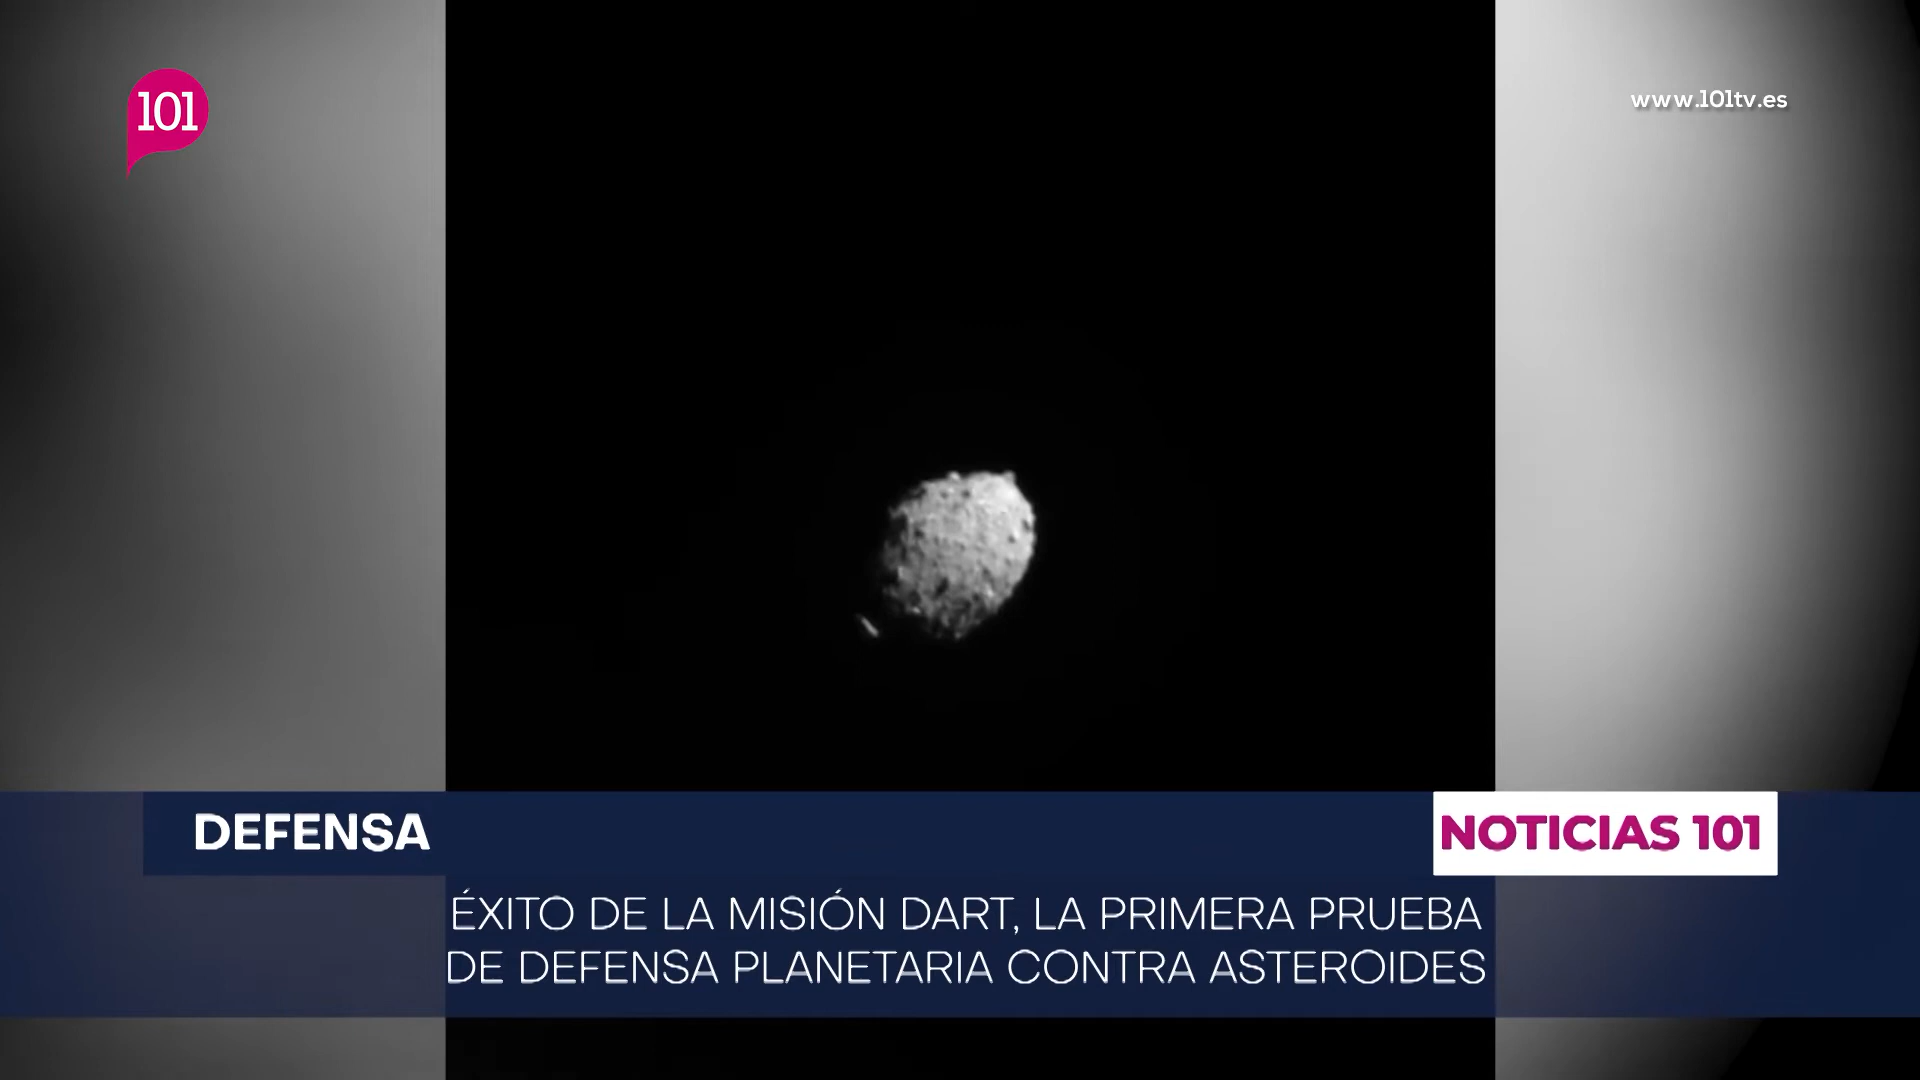 101
www.101tv.es
DEFENSA
NOTICIAS 101
ÉXITO DE LA MISIÓN DART, LA PRIMERA PRUEBA
DE DEFENSA PLANETARIA CONTRA ASTEROIDES